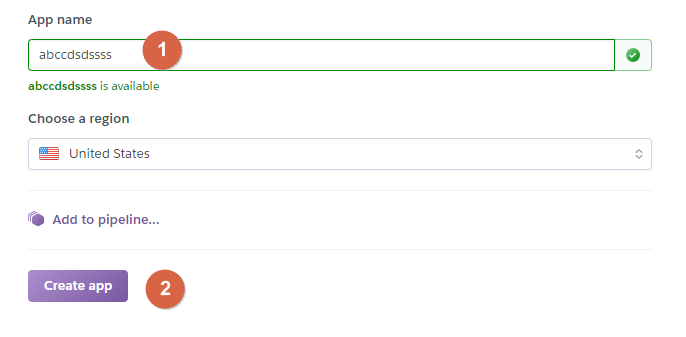 App name
abccdsdssss
1
abccdsdssss is available
Choose a region
United States
Add to pipeline...
Create app
2